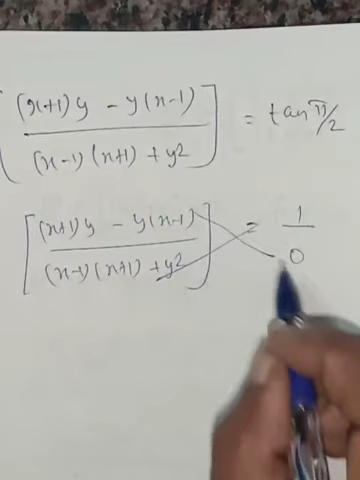 [ (x+1)y - y(x-1) / (x-1)(x+1) + y2 ] = tan π/2
[ (x+1)y - y(x-1) / (x-1)(x+1) + y2 ] = 1/0